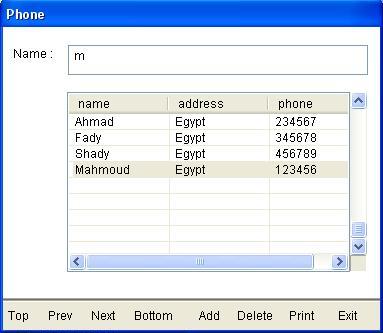 Phone
Name : m
name address phone
Ahmad Egypt 234567
Fady Egypt 345678
Shady Egypt 456789
Mahmoud Egypt 123456
Top Prev Next Bottom Add Delete Print Exit